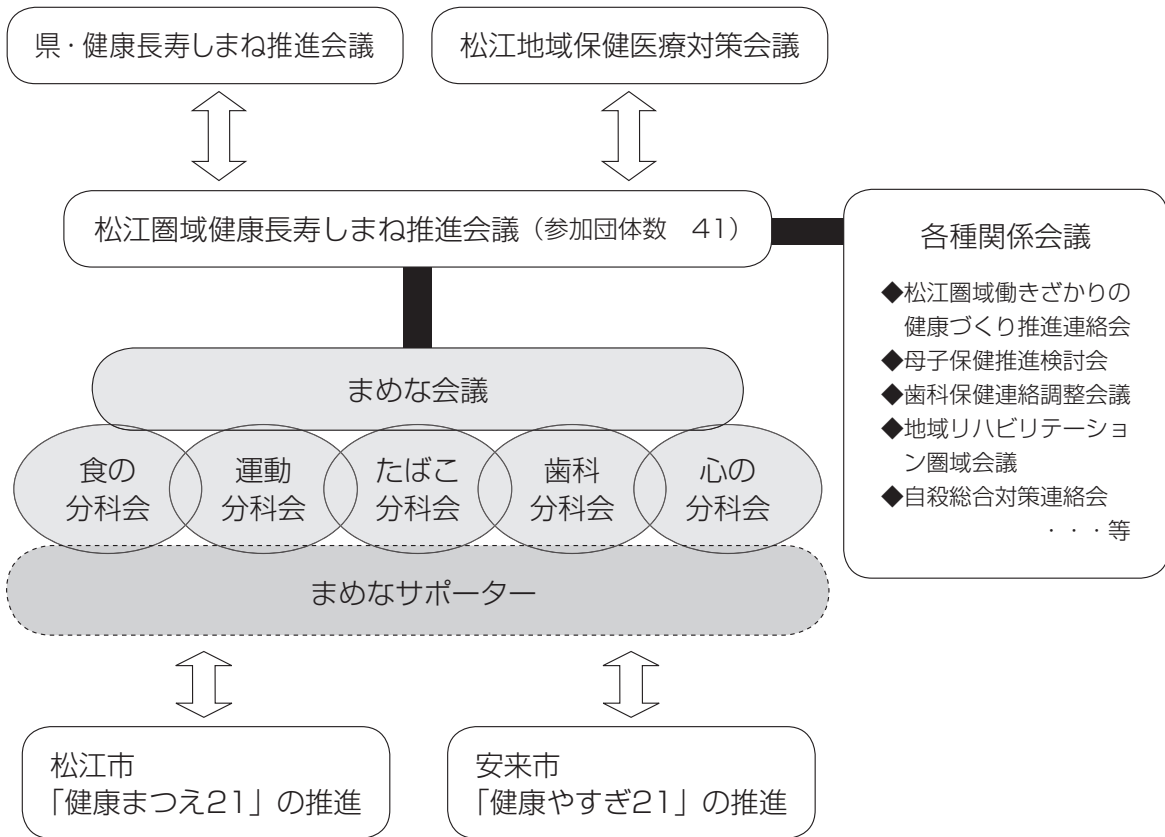 県・健康長寿しまね推進会議
松江地域保健医療対策会議
松江圏域健康長寿しまね推進会議（参加団体数　41）
各種関係会議
◆松江圏域働きざかりの
健康づくり推進連絡会
◆母子保健推進検討会
◆歯科保健連絡調整会議
◆地域リハビリテーショ
ン圏域会議
◆自殺総合対策連絡会
・・・等
まめな会議
食の
分科会
運動
分科会
たばこ
分科会
歯科
分科会
心の
分科会
まめなサポーター
松江市
「健康まつえ21」の推進
安来市
「健康やすぎ21」の推進